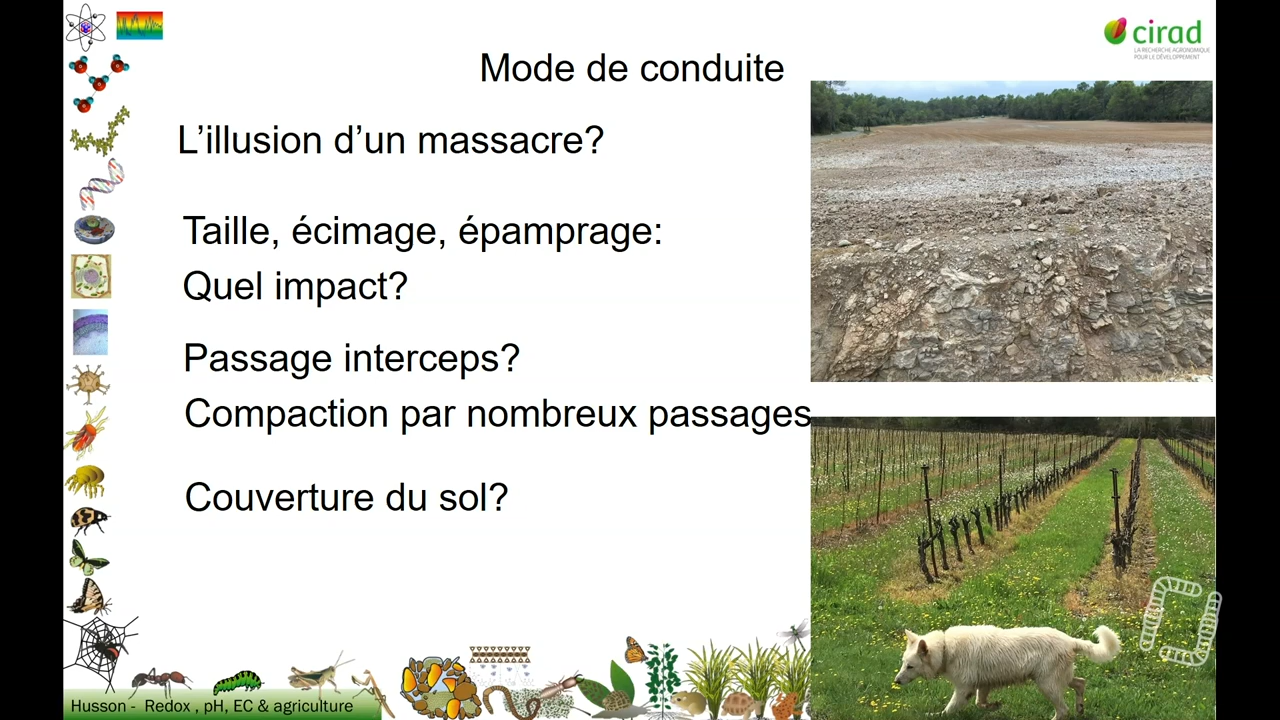 cirad
LA RECHERCHE AGRONOMIQUE
POUR LE DÉVELOPPEMENT
Mode de conduite
L’illusion d’un massacre?
Taille, écimage, épamprage:
Quel impact?
Passage interceps?
Compaction par nombreux passages
Couverture du sol?
Husson - Redox , pH, EC & agriculture